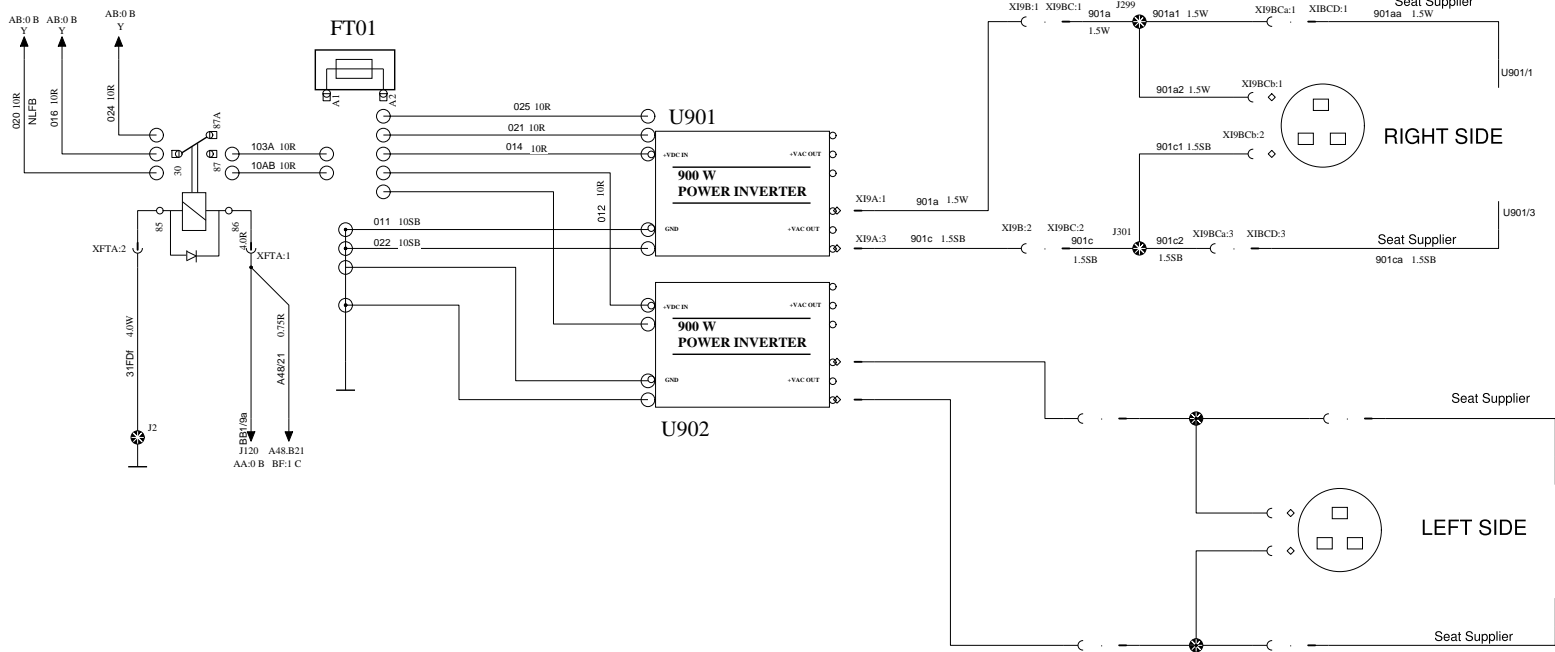 AB:0 B
Y
AB:0 B
Y
AB:0 B
Y
020 10R
NLFB
016 10R
024 10R
87A
30
87
85
86
4.0R
XFTA:2
XFTA:1
31FDf 4.0W
BB1/9a
A48/21 0.75R
J2
J120
AA:0 B
A48.B21
BF:1 C
FT01
A1
A2
103A 10R
10AB 10R
025 10R
021 10R
014 10R
012 10R
011 10SB
022 10SB
U901
+VDC IN
+VAC OUT
900 W
POWER INVERTER
GND
+VAC OUT
+VDC IN
+VAC OUT
900 W
POWER INVERTER
GND
+VAC OUT
U902
XI9A:1
901a 1.5W
XI9A:3
901c 1.5SB
XI9B:1 XI9BC:1
901a
1.5W
J299
901a1 1.5W
XI9BCa:1
XIBCD:1
Seat Supplier
901aa 1.5W
U901/1
901a2 1.5W
XI9BCb:1
RIGHT SIDE
XI9BCb:2
901c1 1.5SB
XI9B:2
XI9BC:2
901c
1.5SB
J301
901c2
1.5SB
XI9BCa:3
XIBCD:3
Seat Supplier
901ca 1.5SB
U901/3
Seat Supplier
LEFT SIDE
Seat Supplier